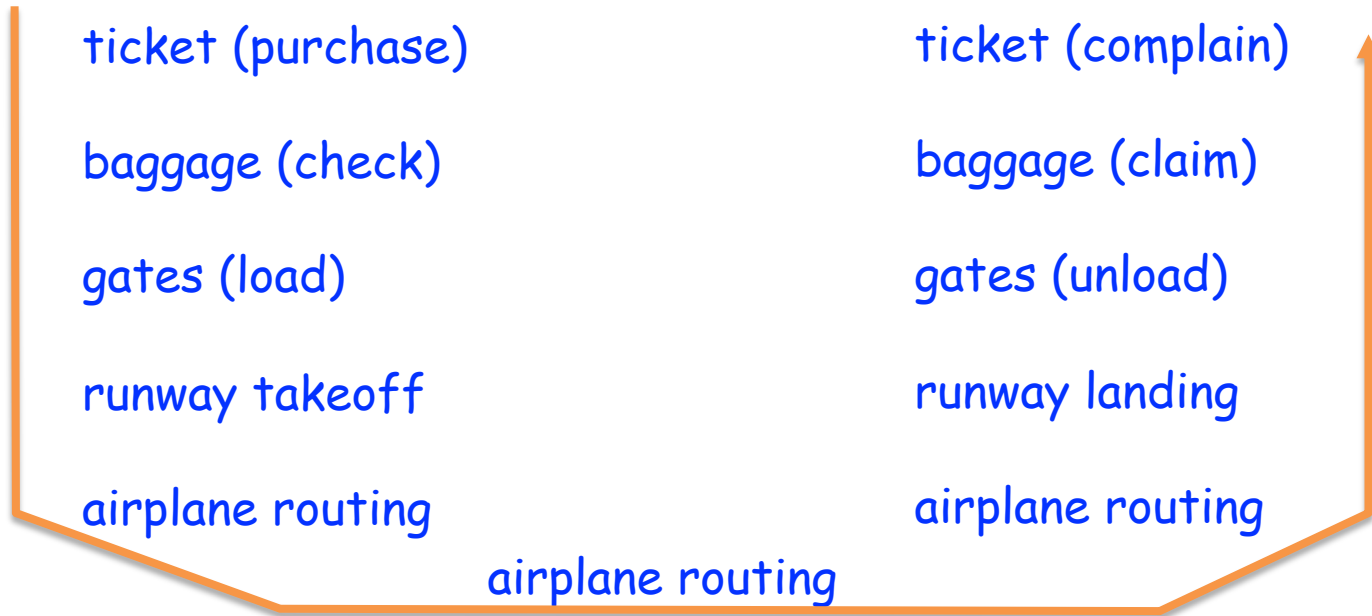 ticket (purchase)
baggage (check)
gates (load)
runway takeoff
airplane routing
airplane routing
ticket (complain)
baggage (claim)
gates (unload)
runway landing
airplane routing